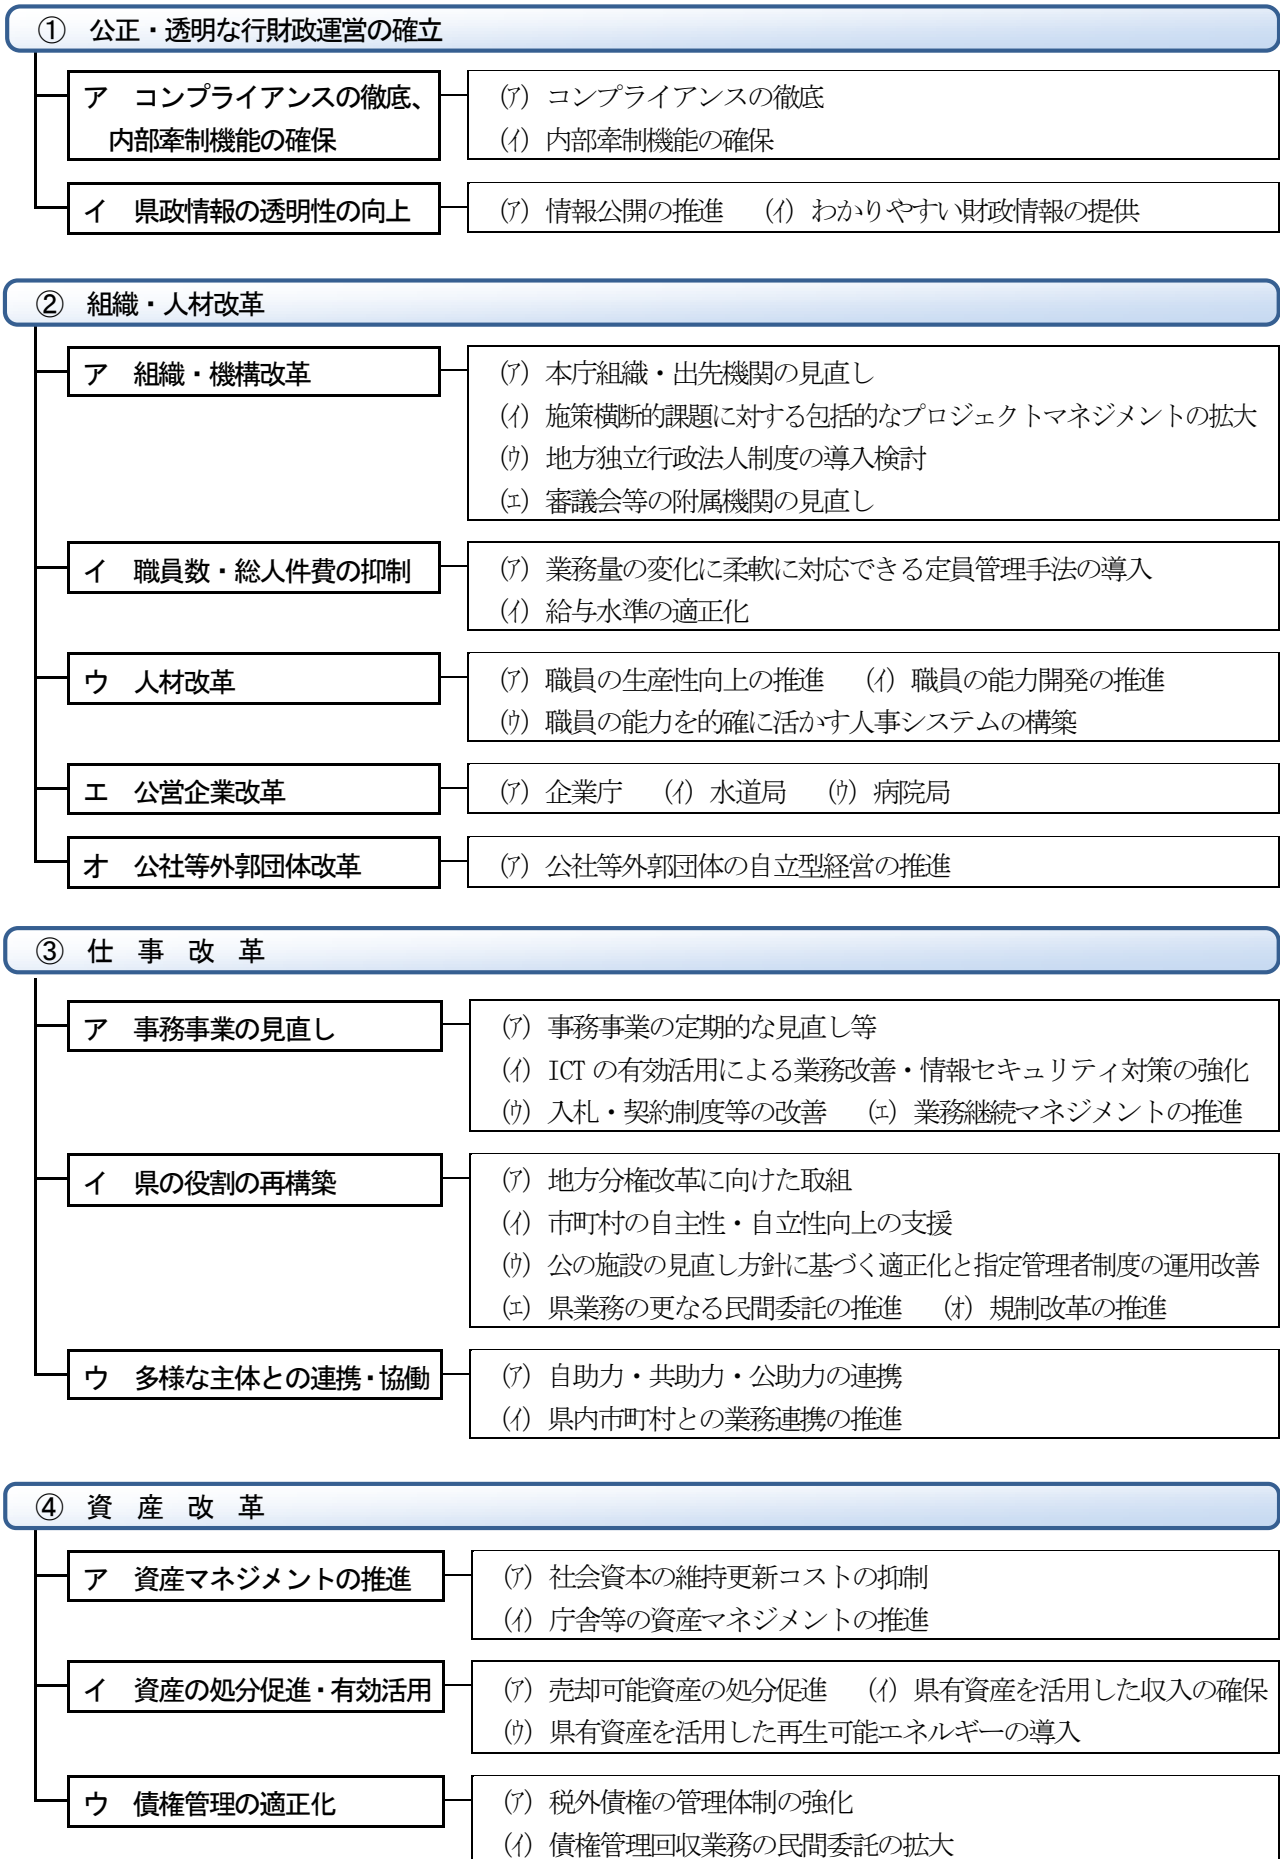 ① 公正・透明な行財政運営の確立
ア コンプライアンスの徹底、
内部牽制機能の確保
(ｱ) コンプライアンスの徹底
(ｲ) 内部牽制機能の確保
イ 県政情報の透明性の向上
(ｱ) 情報公開の推進 (ｲ) わかりやすい財政情報の提供
② 組織・人材改革
ア 組織・機構改革
(ｱ) 本庁組織・出先機関の見直し
(ｲ) 施策横断的課題に対する包括的なプロジェクトマネジメントの拡大
(ｳ) 地方独立行政法人制度の導入検討
(ｴ) 審議会等の附属機関の見直し
イ 職員数・総人件費の抑制
(ｱ) 業務量の変化に柔軟に対応できる定員管理手法の導入
(ｲ) 給与水準の適正化
ウ 人材改革
(ｱ) 職員の生産性向上の推進 (ｲ) 職員の能力開発の推進
(ｳ) 職員の能力を的確に活かす人事システムの構築
エ 公営企業改革
(ｱ) 企業庁 (ｲ) 水道局 (ｳ) 病院局
オ 公社等外郭団体改革
(ｱ) 公社等外郭団体の自立型経営の推進
③ 仕 事 改 革
ア 事務事業の見直し
(ｱ) 事務事業の定期的な見直し等
(ｲ) ICT の有効活用による業務改善・情報セキュリティ対策の強化
(ｳ) 入札・契約制度等の改善 (ｴ) 業務継続マネジメントの推進
イ 県の役割の再構築
(ｱ) 地方分権改革に向けた取組
(ｲ) 市町村の自主性・自立性向上の支援
(ｳ) 公の施設の見直し方針に基づく適正化と指定管理者制度の運用改善
(ｴ) 県業務の更なる民間委託の推進 (ｵ) 規制改革の推進
ウ 多様な主体との連携・協働
(ｱ) 自助力・共助力・公助力の連携
(ｲ) 県内市町村との業務連携の推進
④ 資 産 改 革
ア 資産マネジメントの推進
(ｱ) 社会資本の維持更新コストの抑制
(ｲ) 庁舎等の資産マネジメントの推進
イ 資産の処分促進・有効活用
(ｱ) 売却可能資産の処分促進 (ｲ) 県有資産を活用した収入の確保
(ｳ) 県有資産を活用した再生可能エネルギーの導入
ウ 債権管理の適正化
(ｱ) 税外債権の管理体制の強化
(ｲ) 債権管理回収業務の民間委託の拡大